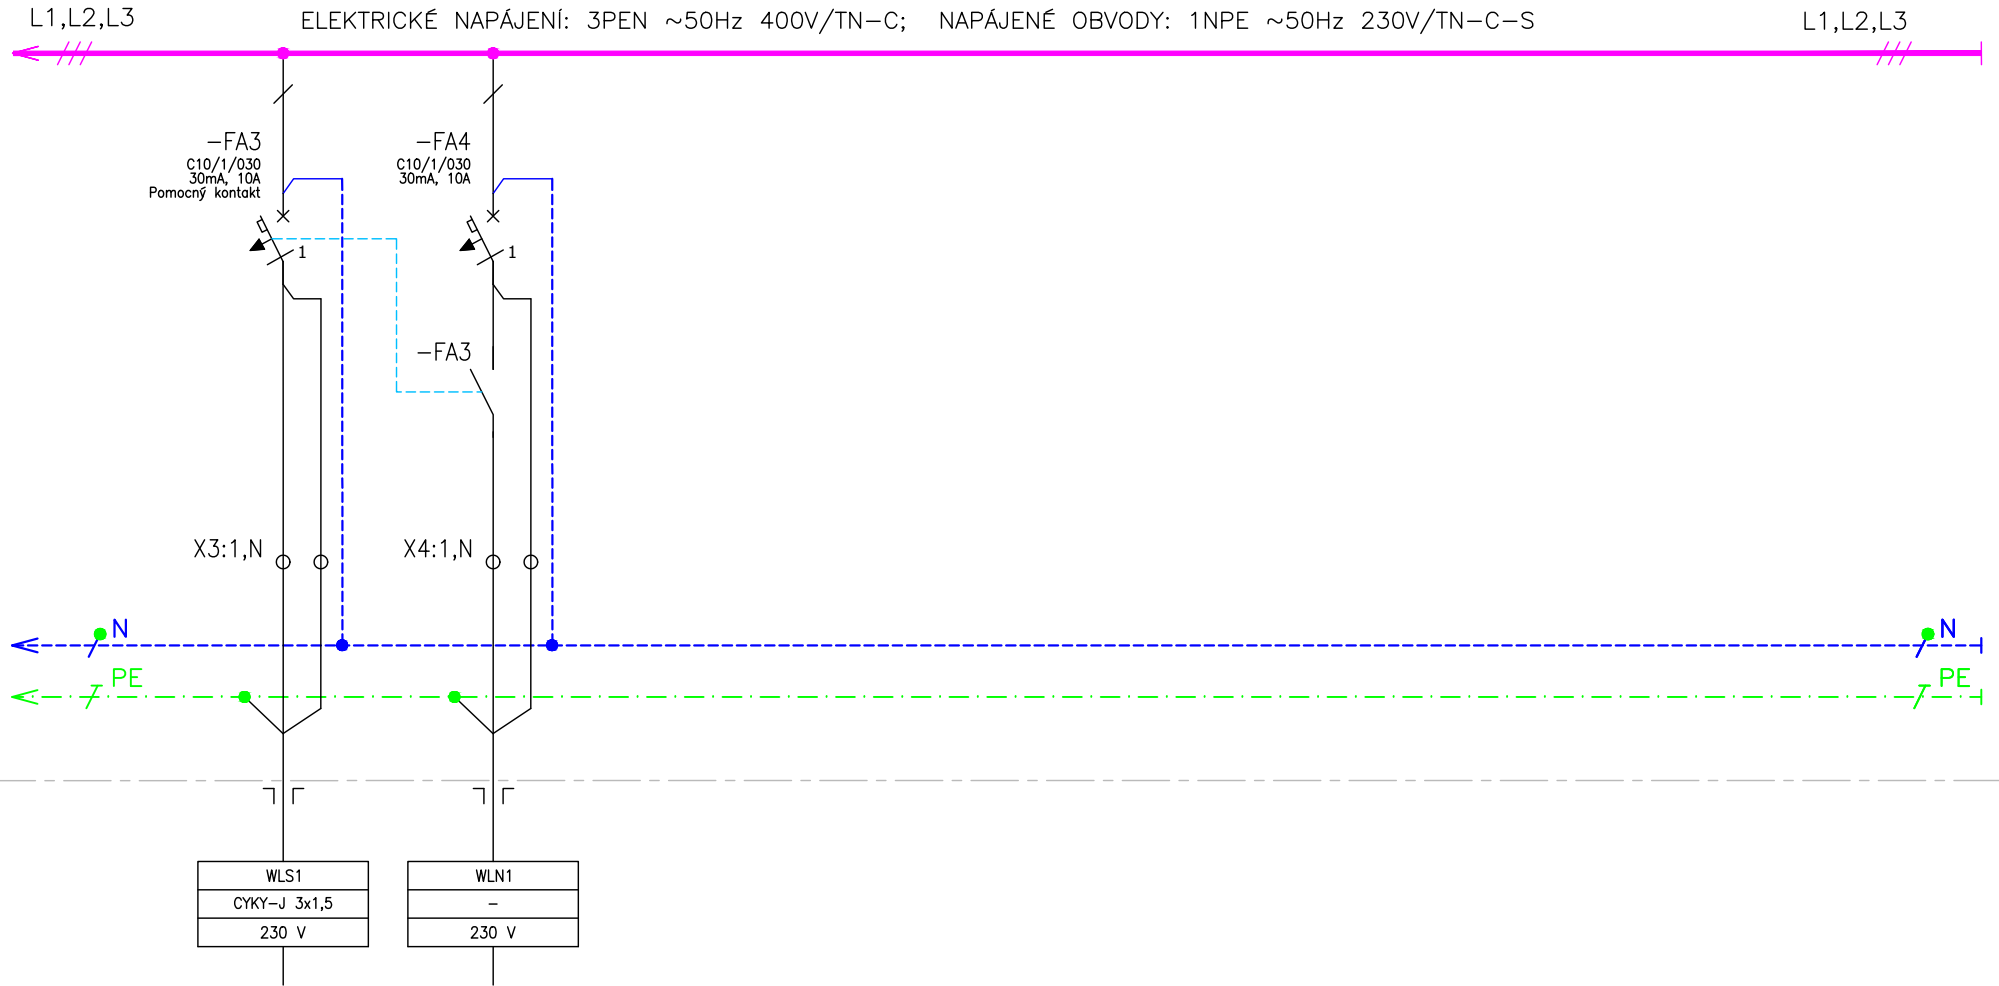 L1,L2,L3
ELEKTRICKÉ NAPÁJENÍ: 3PEN ~50Hz 400V/TN-C; NAPÁJENÉ OBVODY: 1NPE ~50Hz 230V/TN-C-S
L1,L2,L3
-FA3
C10/1/030
30mA, 10A
Pomocný kontakt
1
-FA4
C10/1/030
30mA, 10A
1
-FA3
X3:1,N
X4:1,N
N
N
PE
PE
WLS1
CYKY-J 3x1,5
230 V
WLN1
-
230 V